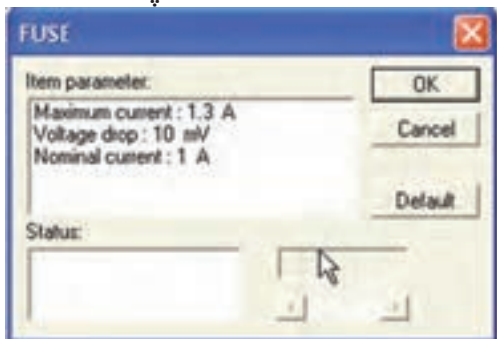 FUSE
Item parameter:
OK
Maximum current : 1.3 A
Voltage drop : 10 mV
Nominal current : 1 A
Cancel
Default
Status: